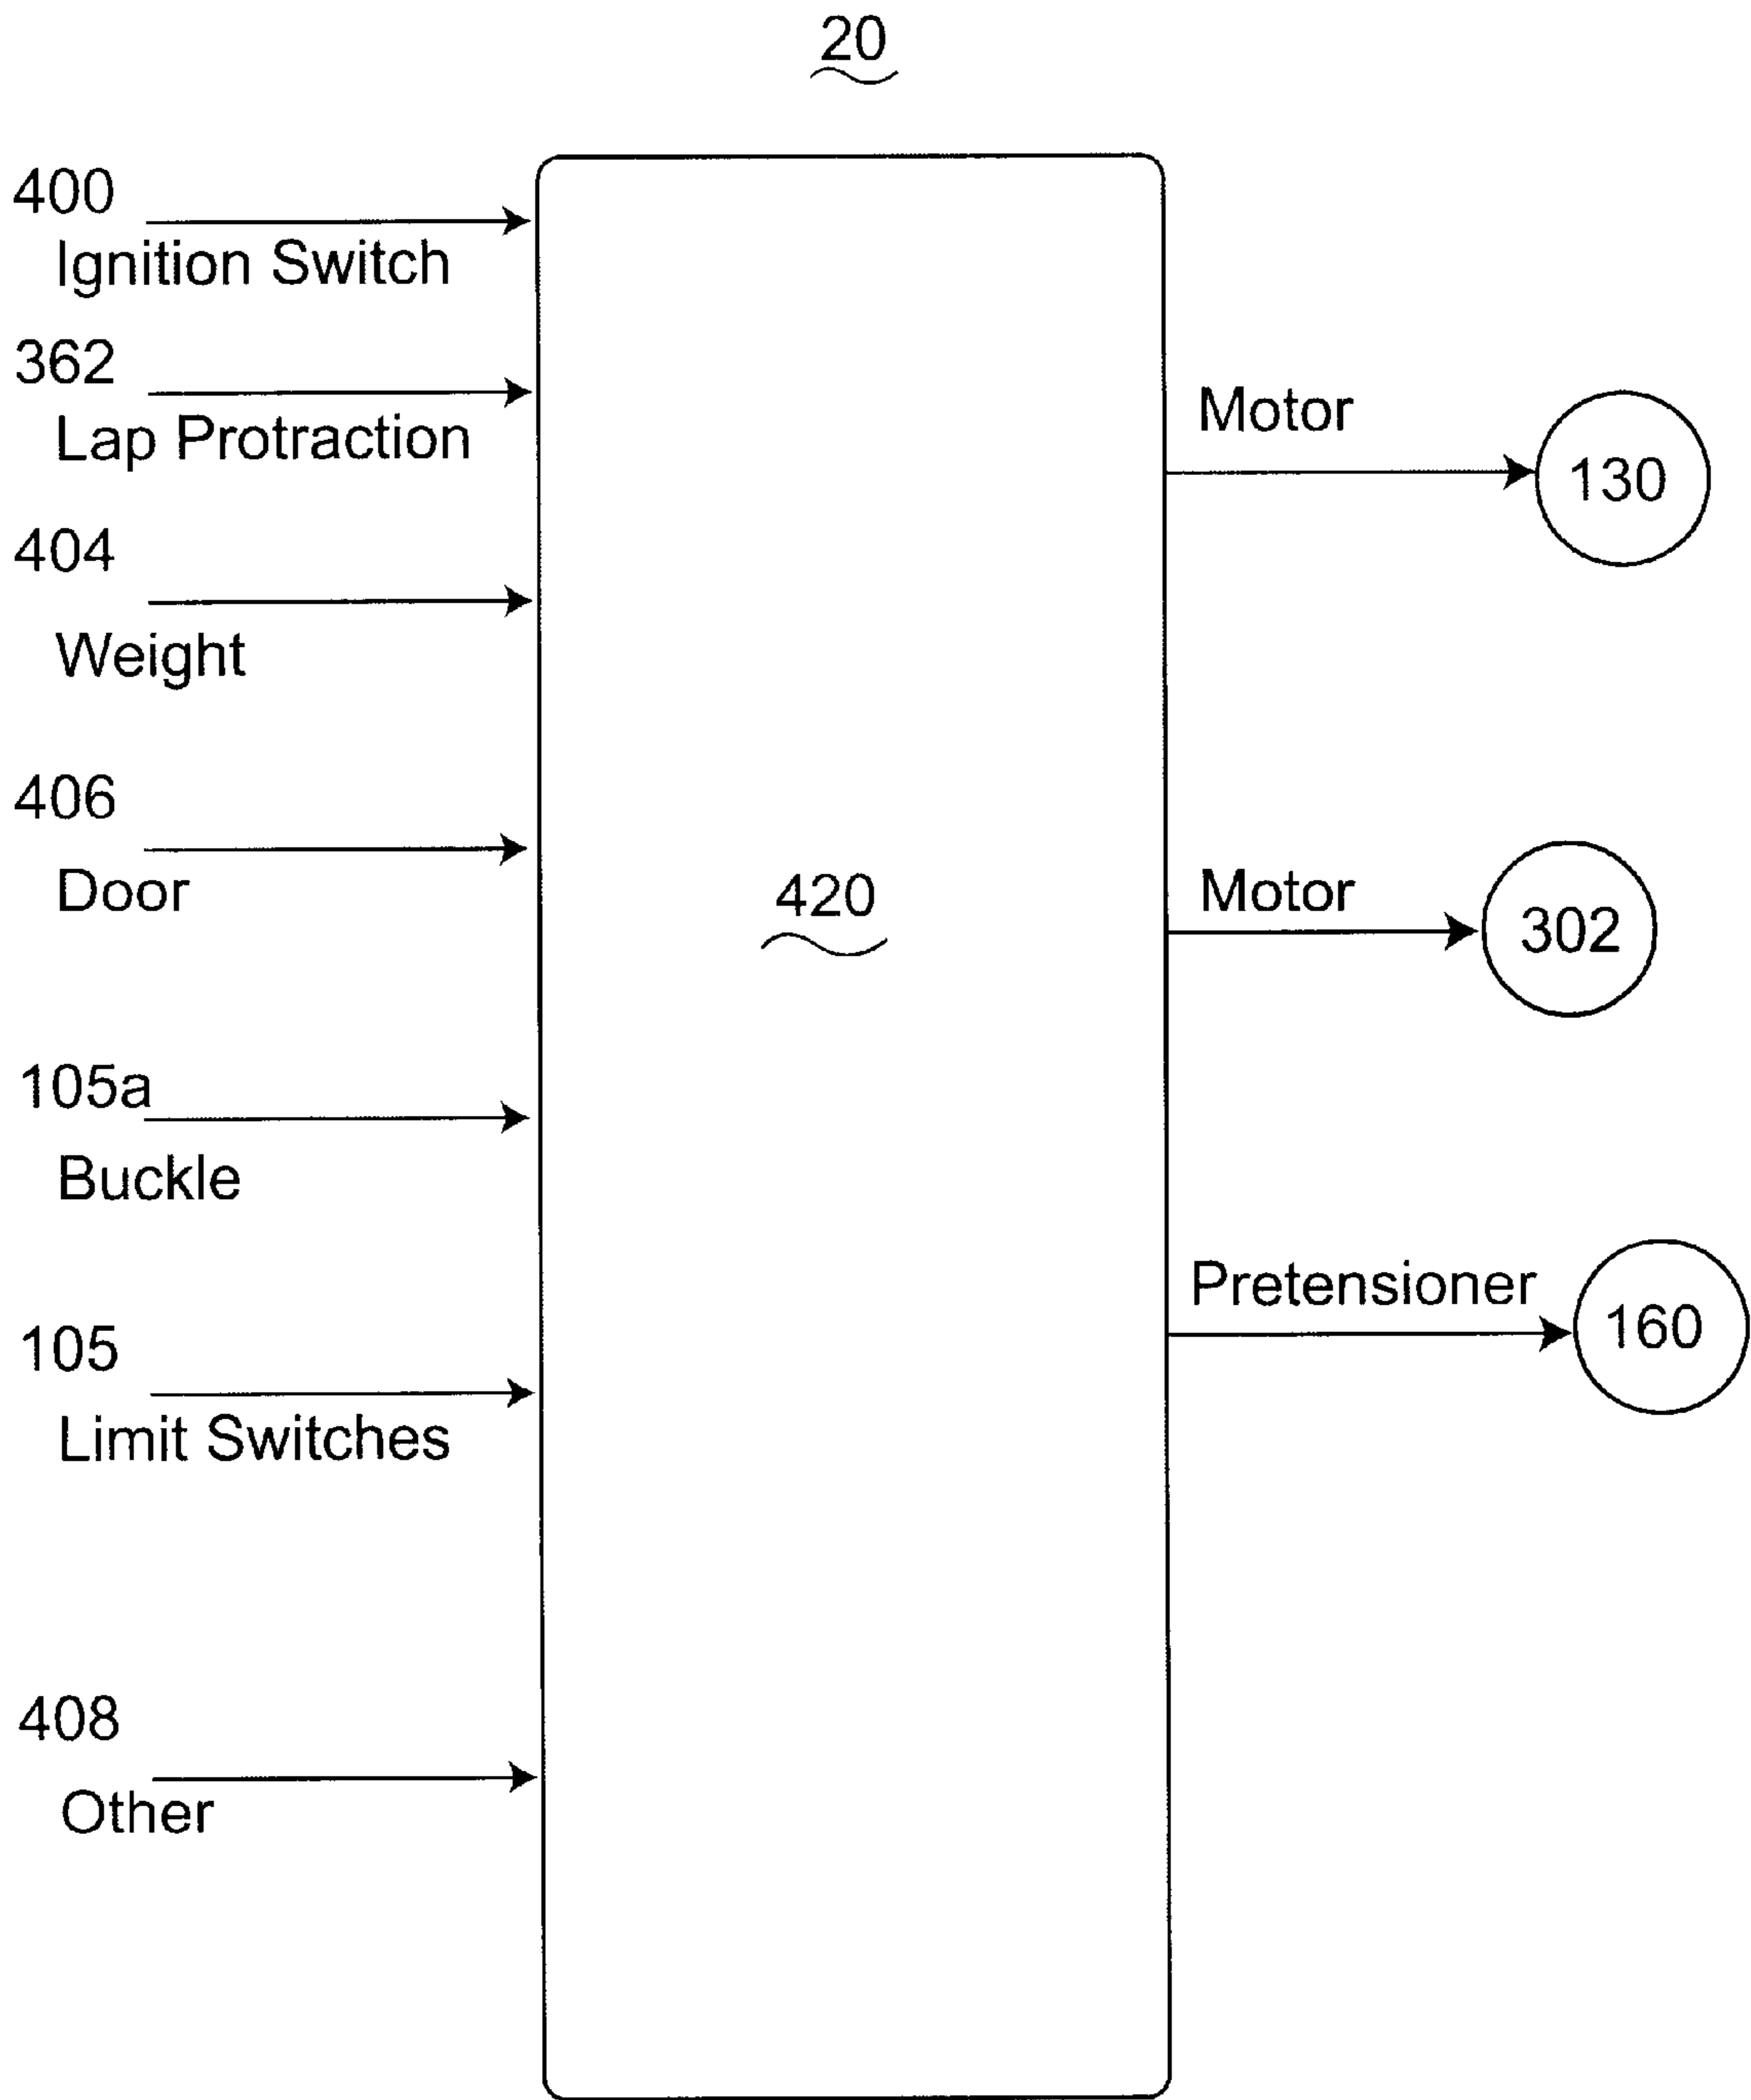 20
400
Ignition Switch
362
Lap Protraction
404
Weight
406
Door
105a
Buckle
105
Limit Switches
408
Other
420
Motor
130
Motor
302
Pretensioner
160